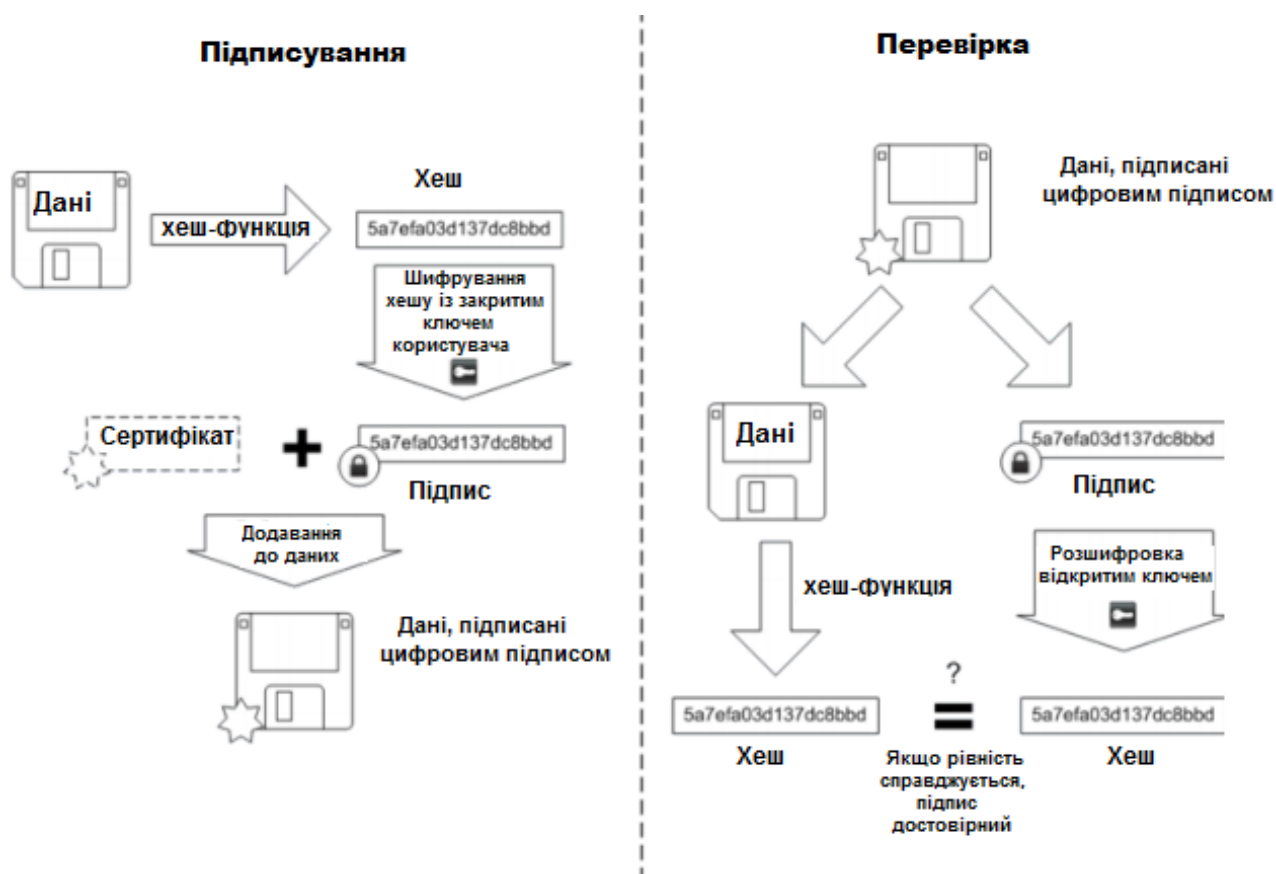 Підписування
Дані
хеш-функція
Хеш
5a7efa03d137dc8bbd
Шифрування
хешу із закритим
ключем
користувача
Сертифікат
+
5a7efa03d137dc8bbd
Підпис
Додавання
до даних
Дані, підписані
цифровим підписом
Перевірка
Дані, підписані
цифровим підписом
Дані
5a7efa03d137dc8bbd
Підпис
хеш-функція
Розшифровка
відкритим ключем
5a7efa03d137dc8bbd
Хеш
?
=
Якщо рівність
справджується,
підпис
достовірний
5a7efa03d137dc8bbd
Хеш